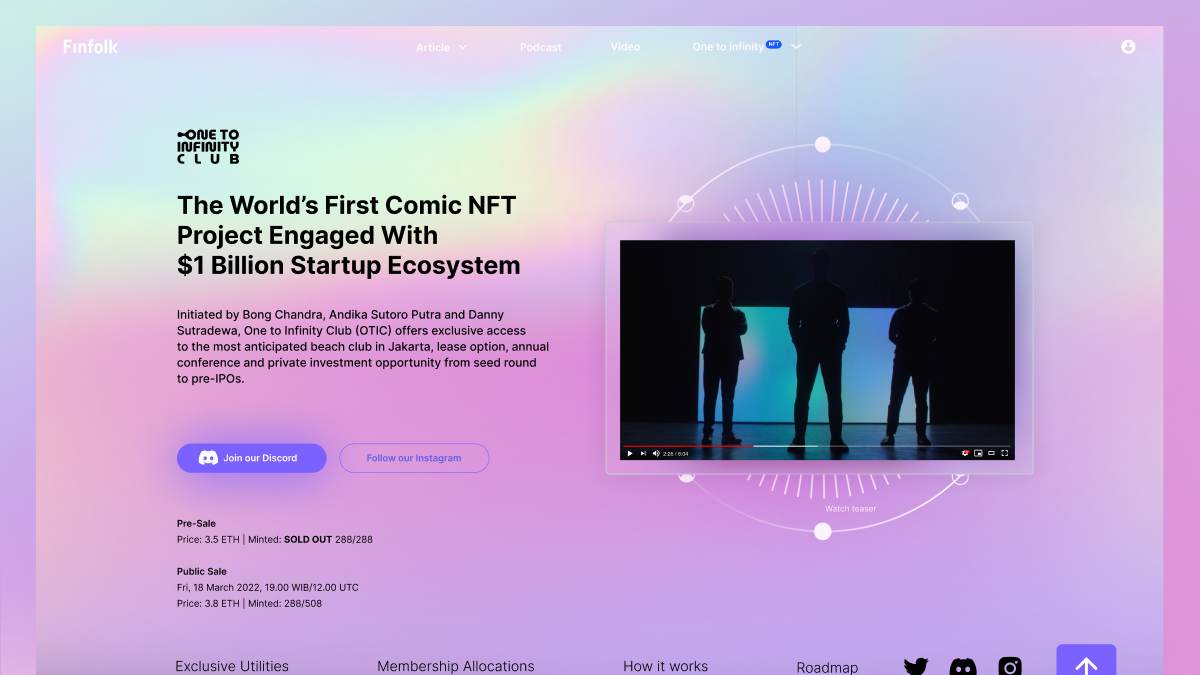 Finfolk
Article
Podcast
Video
One to infinity NFT
ONE TO
INFINITY
CLUB
The World's First Comic NFT
Project Engaged With
$1 Billion Startup Ecosystem
Initiated by Bong Chandra, Andika Sutoro Putra and Danny
Sutradewa, One to Infinity Club (OTIC) offers exclusive access
to the most anticipated beach club in Jakarta, lease option, annual
conference and private investment opportunity from seed round
to pre-IPOs.
Join our Discord
Follow our Instagram
2:26 / 8:04
Watch teaser
Pre-Sale
Price: 3.5 ETH | Minted: SOLD OUT 288/288
Public Sale
Fri, 18 March 2022, 19.00 WIB/12.00 UTC
Price: 3.8 ETH | Minted: 288/508
Exclusive Utilities
Membership Allocations
How it works
Roadmap